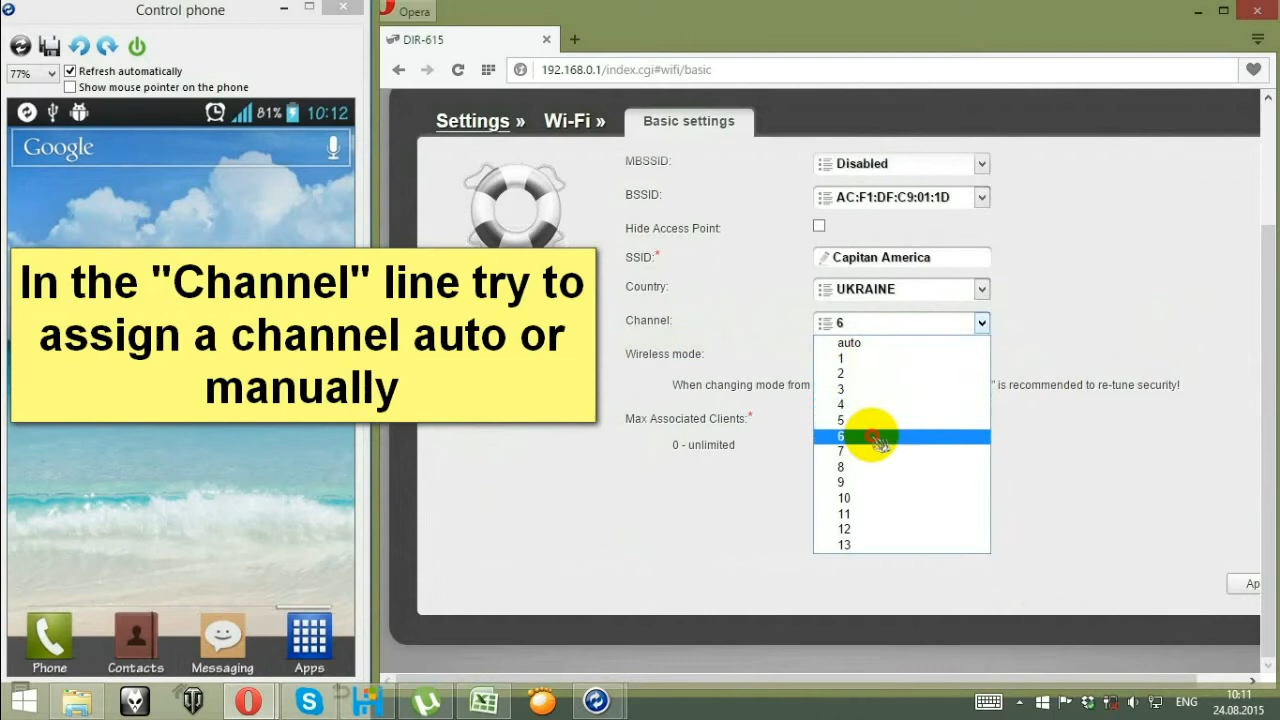 Control phone
77%
Refresh automatically
Show mouse pointer on the phone
81%
10:12
Google
Phone
Contacts
Messaging
Apps
In the "Channel" line try to
assign a channel auto or
manually
Opera
DIR-615
192.168.0.1/index.cgi#wifi/basic
Settings »
Wi-Fi »
Basic settings
MBSSID:
Disabled
BSSID:
AC:F1:DF:C9:01:1D
Hide Access Point:
SSID:*
Capitan America
Country:
UKRAINE
Channel:
6
auto
1
2
3
4
5
6
7
8
9
10
11
12
13
Wireless mode:
When changing mode from
" is recommended to re-tune security!
Max Associated Clients:*
0 - unlimited
Ap
ENG
10:11
24.08.2015